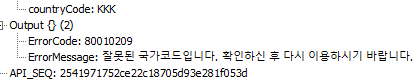 countryCode: KKK
Output {} (2)
ErrorCode: 80010209
ErrorMessage: 잘못된 국가코드입니다. 확인하신 후 다시 이용하시기 바랍니다.
API_SEQ: 2541971752ce22c18705d93e281f053d